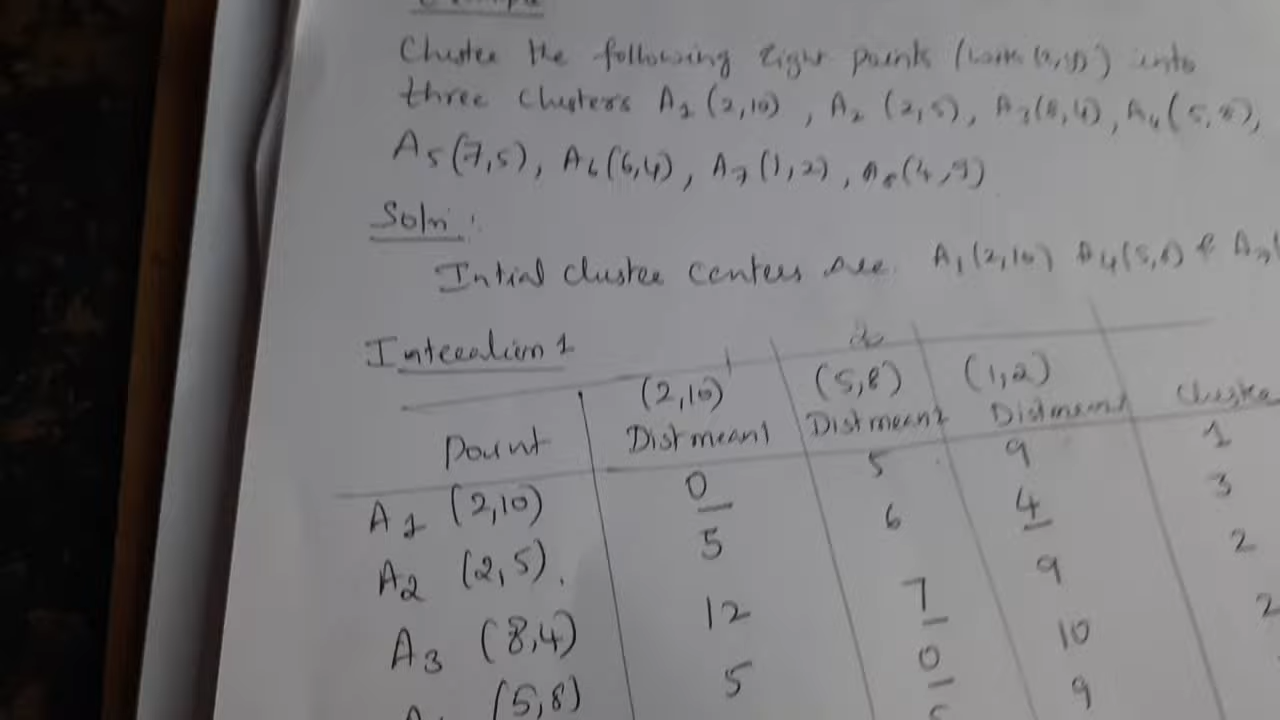 Cluster the following Eight points (with (x,y)) into
three clusters A1 (2,10), A2 (2,5), A3(8,4), A4(5,8),
A5(7,5), A6(6,4), A7(1,2), A8(4,9)
Soln:
Intial cluster centers are A1(2,10) A4(5,8) & A7(
Interation 1
Point (2,10) Dist mean1 (5,8) Dist mean2 (1,2) Dist mean3 Cluster
A1 (2,10) 0 5 9 1
A2 (2,5). 5 6 4 3
A3 (8,4) 12 7 9 2
(5,8) 5 0 10 2
9